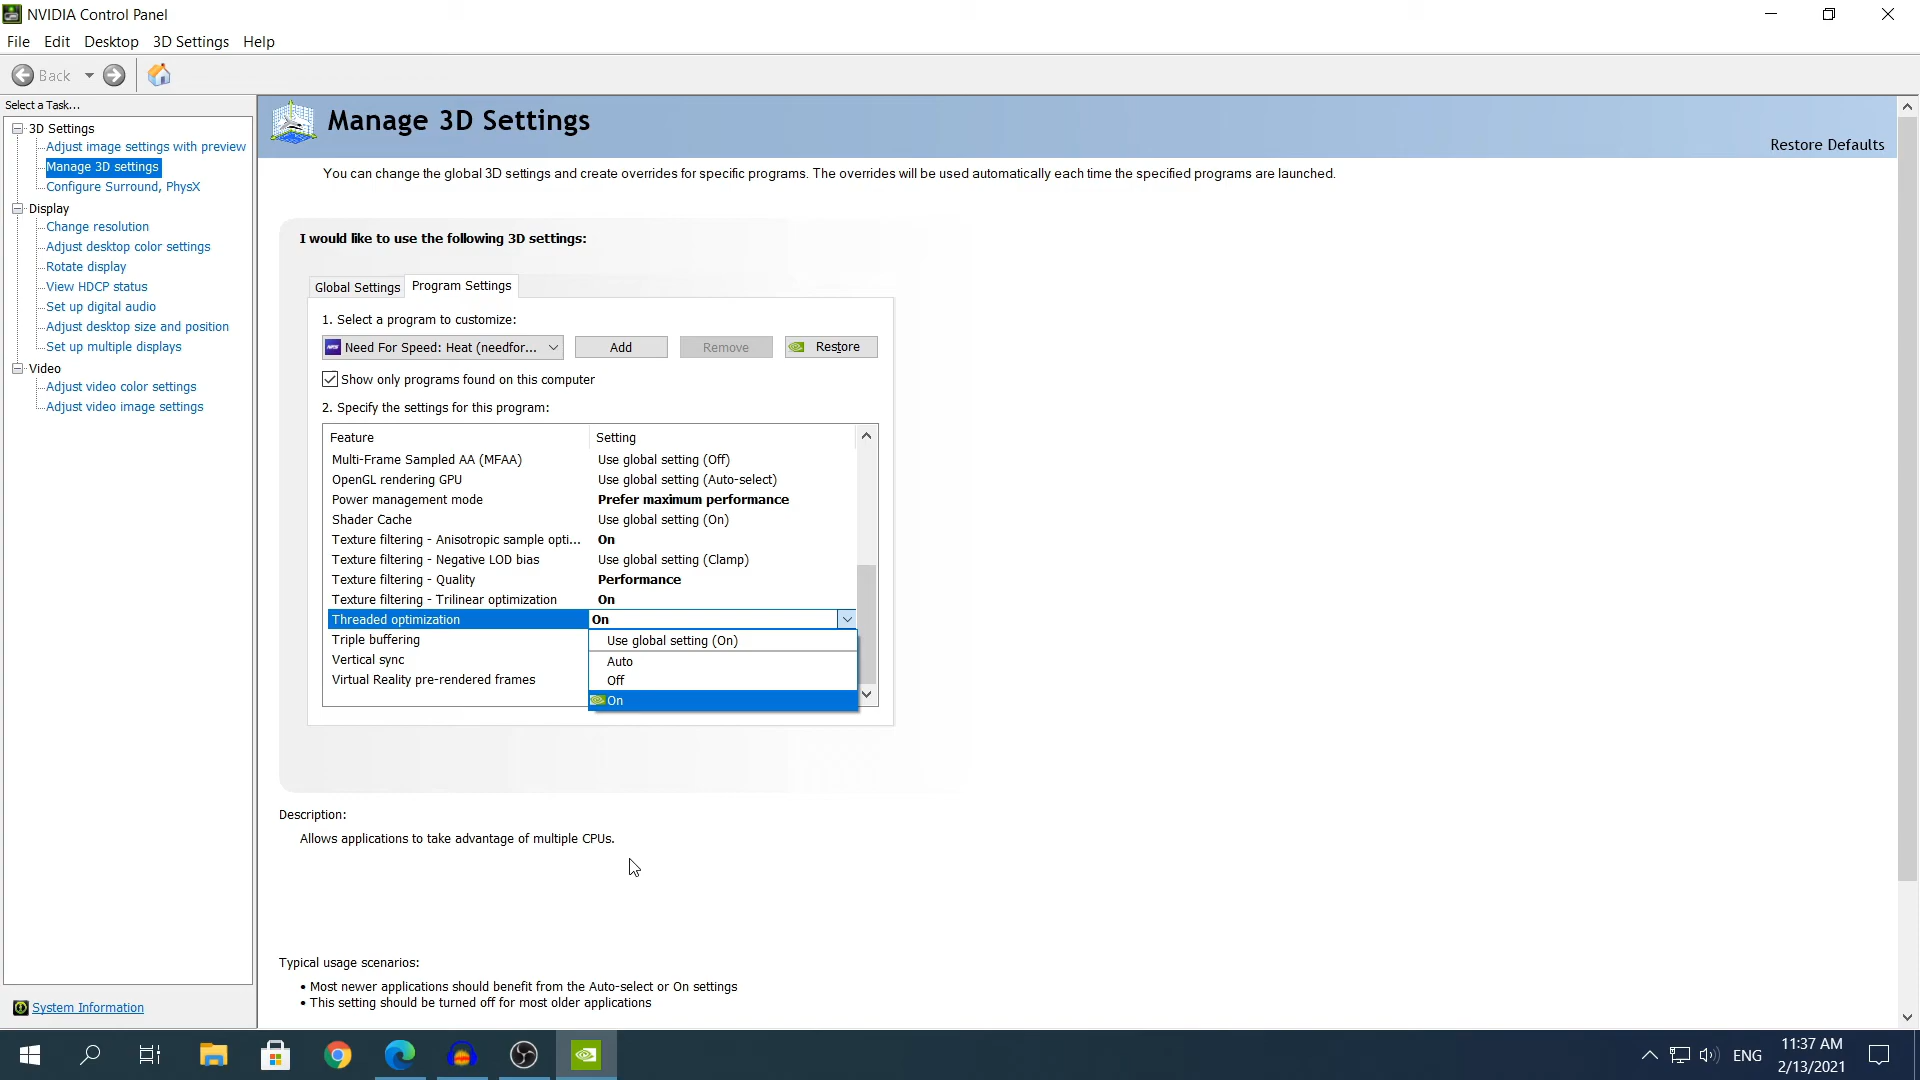 NVIDIA Control Panel
File Edit Desktop 3D Settings Help
Back
Select a Task...
3D Settings
Adjust image settings with preview
Manage 3D settings
Configure Surround, PhysX
Display
Change resolution
Adjust desktop color settings
Rotate display
View HDCP status
Set up digital audio
Adjust desktop size and position
Set up multiple displays
Video
Adjust video color settings
Adjust video image settings
System Information
Manage 3D Settings
Restore Defaults
You can change the global 3D settings and create overrides for specific programs. The overrides will be used automatically each time the specified programs are launched.
I would like to use the following 3D settings:
Global Settings Program Settings
1. Select a program to customize:
Need For Speed: Heat (needfor... Add Remove Restore
Show only programs found on this computer
2. Specify the settings for this program:
Feature Setting
Multi-Frame Sampled AA (MFAA) Use global setting (Off)
OpenGL rendering GPU Use global setting (Auto-select)
Power management mode Prefer maximum performance
Shader Cache Use global setting (On)
Texture filtering - Anisotropic sample opti... On
Texture filtering - Negative LOD bias Use global setting (Clamp)
Texture filtering - Quality Performance
Texture filtering - Trilinear optimization On
Threaded optimization On
Triple buffering
Vertical sync
Virtual Reality pre-rendered frames
Use global setting (On)
Auto
Off
On
Description:
Allows applications to take advantage of multiple CPUs.
Typical usage scenarios:
• Most newer applications should benefit from the Auto-select or On settings
• This setting should be turned off for most older applications
ENG
11:37 AM
2/13/2021